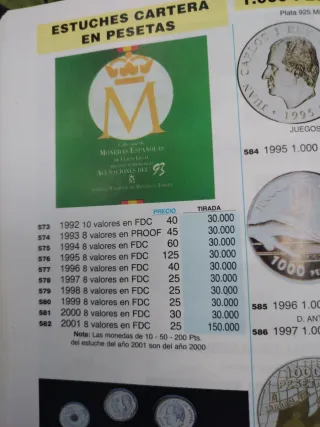 ESTUCHES CARTERA
EN PESETAS
M
MONEDAS ESPAÑOLAS
DE CURSO LEGAL
ACUÑACIONES DEL 93
PRECIO TIRADA
573 1992 10 valores en FDC 40 30.000
574 1993 8 valores en PROOF 45 30.000
575 1994 8 valores en FDC 60 30.000
576 1995 8 valores en FDC 125 30.000
577 1996 8 valores en FDC 40 30.000
578 1997 8 valores en FDC 25 30.000
579 1998 8 valores en FDC 25 30.000
580 1999 8 valores en FDC 25 30.000
581 2000 8 valores en FDC 30 30.000
582 2001 8 valores en FDC 25 150.000
Nota: Las monedas de 10 - 50 - 200 Pts.
del estuche del año 2001 son del año 2000
Plata 925 Mi
JUAN CARLOS I
1995
JUEGOS
584 1995 1.000
1000
585 1996 1.00
D. ANT
586 1997 1.00